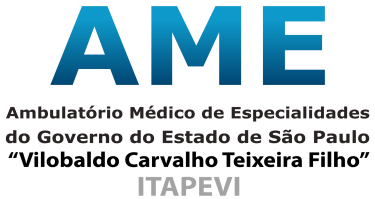 AME
Ambulatório Médico de Especialidades
do Governo do Estado de São Paulo
“Vilobaldo Carvalho Teixeira Filho”
ITAPEVI